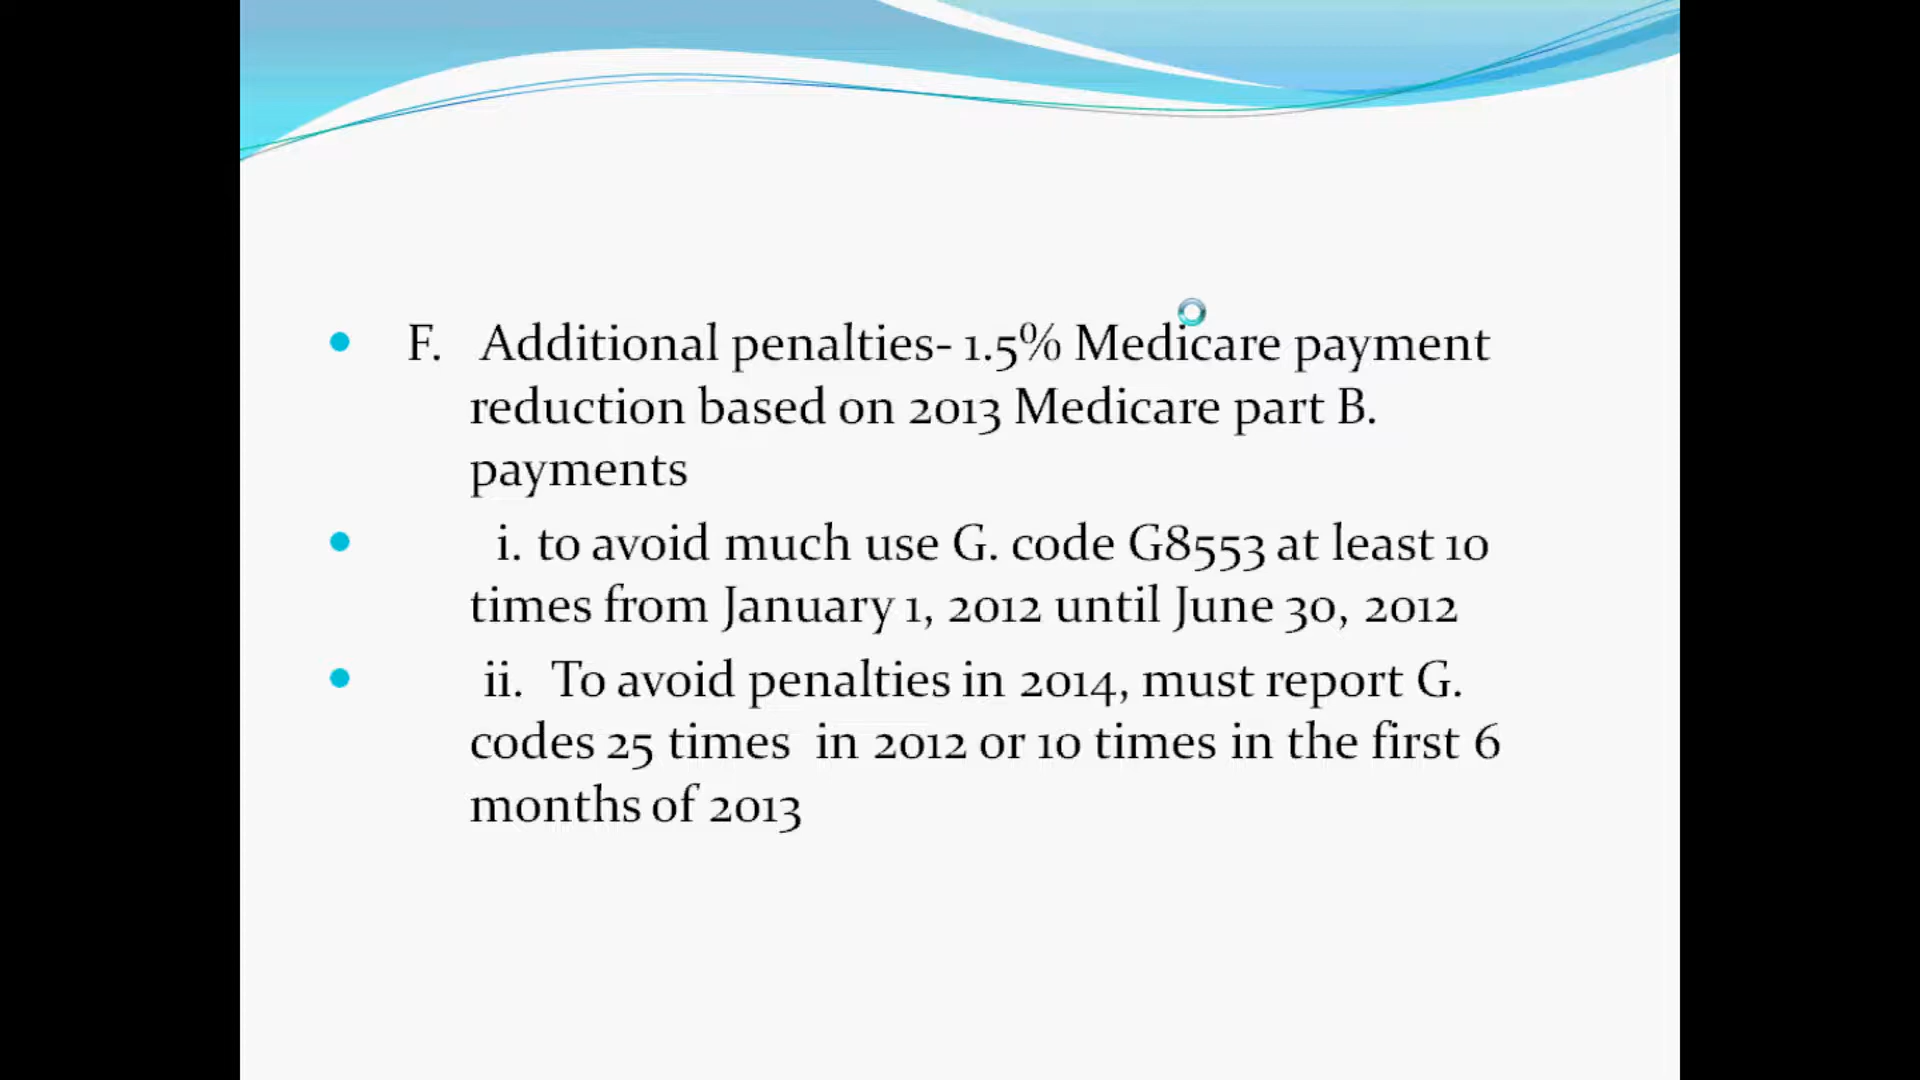 F. Additional penalties- 1.5% Medicare payment
reduction based on 2013 Medicare part B.
payments
i. to avoid much use G. code G8553 at least 10
times from January 1, 2012 until June 30, 2012
ii. To avoid penalties in 2014, must report G.
codes 25 times in 2012 or 10 times in the first 6
months of 2013